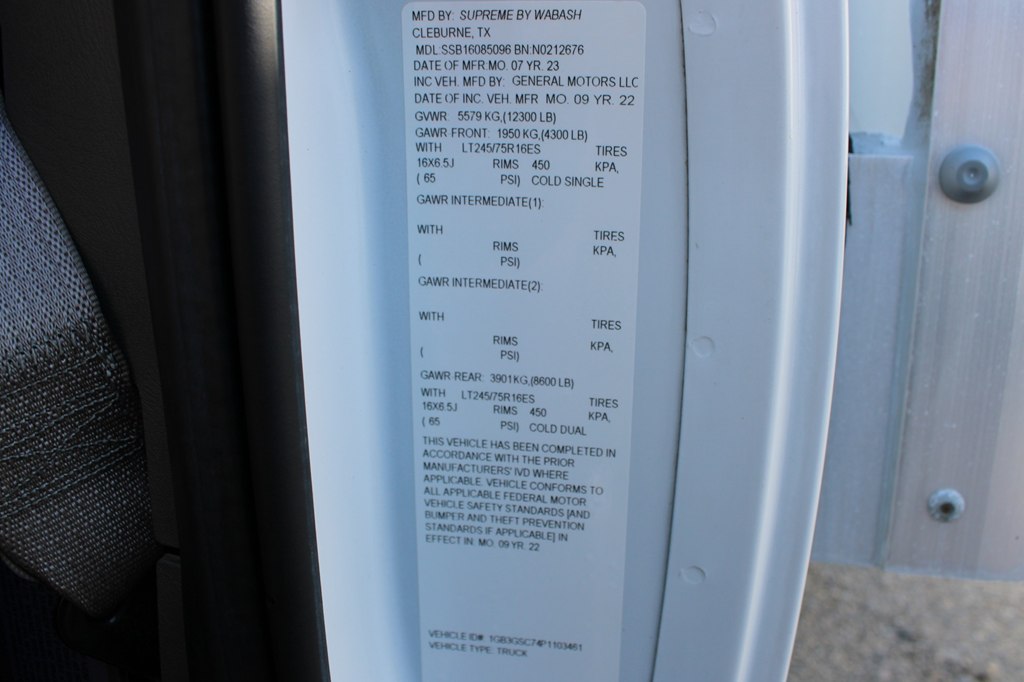 MFD BY: SUPREME BY WABASH
CLEBURNE, TX
MDL:SSB16085096 BN:N0212676
DATE OF MFR:MO. 07 YR. 23
INC VEH. MFD BY: GENERAL MOTORS LLC
DATE OF INC. VEH. MFR MO. 09 YR. 22
GVWR: 5579 KG,(12300 LB)
GAWR FRONT: 1950 KG,(4300 LB)
WITH LT245/75R16ES TIRES
16X6.5J RIMS 450 KPA,
( 65 PSI) COLD SINGLE
GAWR INTERMEDIATE(1):
WITH TIRES
RIMS KPA,
( PSI)
GAWR INTERMEDIATE(2):
WITH TIRES
RIMS KPA,
( PSI)
GAWR REAR: 3901KG,(8600 LB)
WITH LT245/75R16ES TIRES
16X6.5J RIMS 450 KPA,
( 65 PSI) COLD DUAL
THIS VEHICLE HAS BEEN COMPLETED IN
ACCORDANCE WITH THE PRIOR
MANUFACTURERS' IVD WHERE
APPLICABLE. VEHICLE CONFORMS TO
ALL APPLICABLE FEDERAL MOTOR
VEHICLE SAFETY STANDARDS [AND
BUMPER AND THEFT PREVENTION
STANDARDS IF APPLICABLE] IN
EFFECT IN MO. 09 YR. 22
VEHICLE ID# 1GB3GSC74P1103461
VEHICLE TYPE: TRUCK